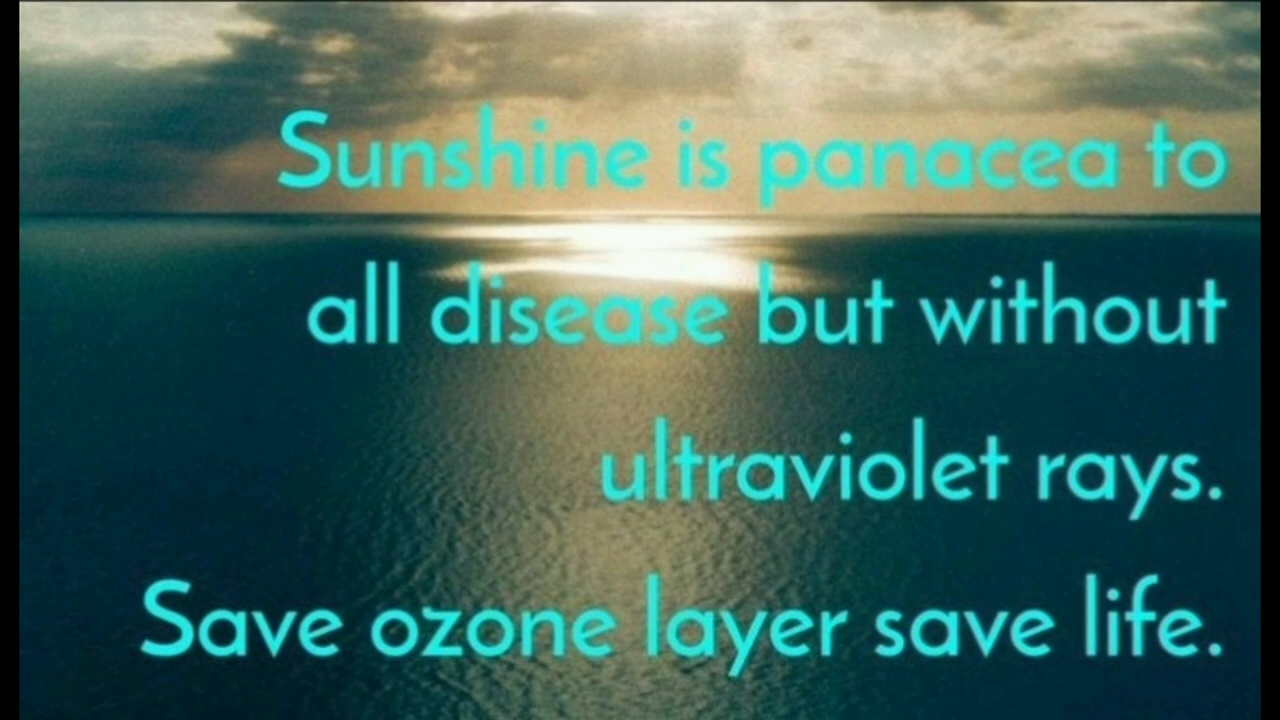 Sunshine is panacea to
all disease but without
ultraviolet rays.
Save ozone layer save life.